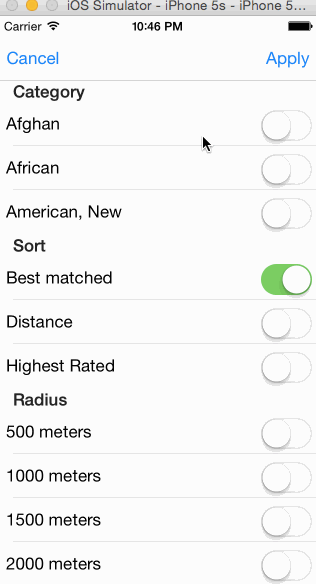 iOS Simulator - iPhone 5s - iPhone 5...
Carrier 10:46 PM
Cancel Apply
Category
Afghan
African
American, New
Sort
Best matched
Distance
Highest Rated
Radius
500 meters
1000 meters
1500 meters
2000 meters